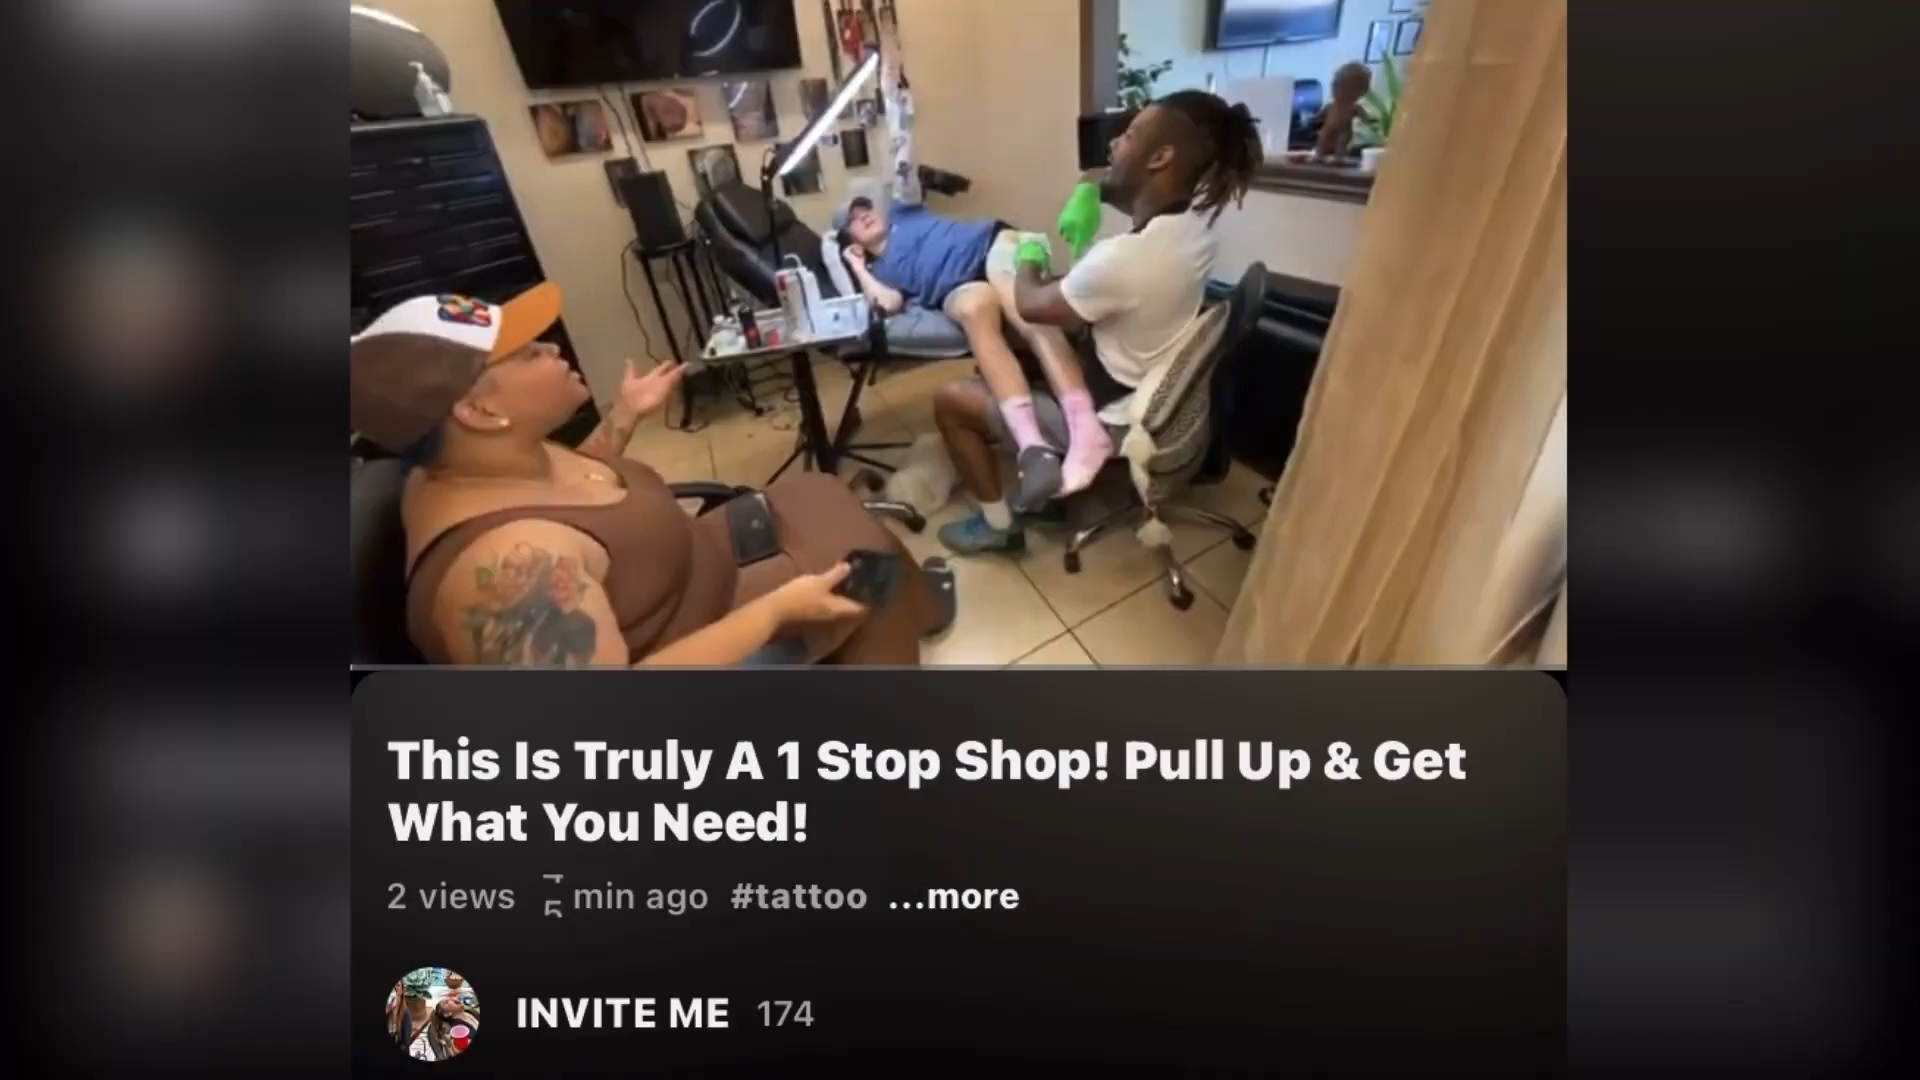 This Is Truly A 1 Stop Shop! Pull Up & Get
What You Need!
2 views min ago #tattoo ...more
INVITE ME 174